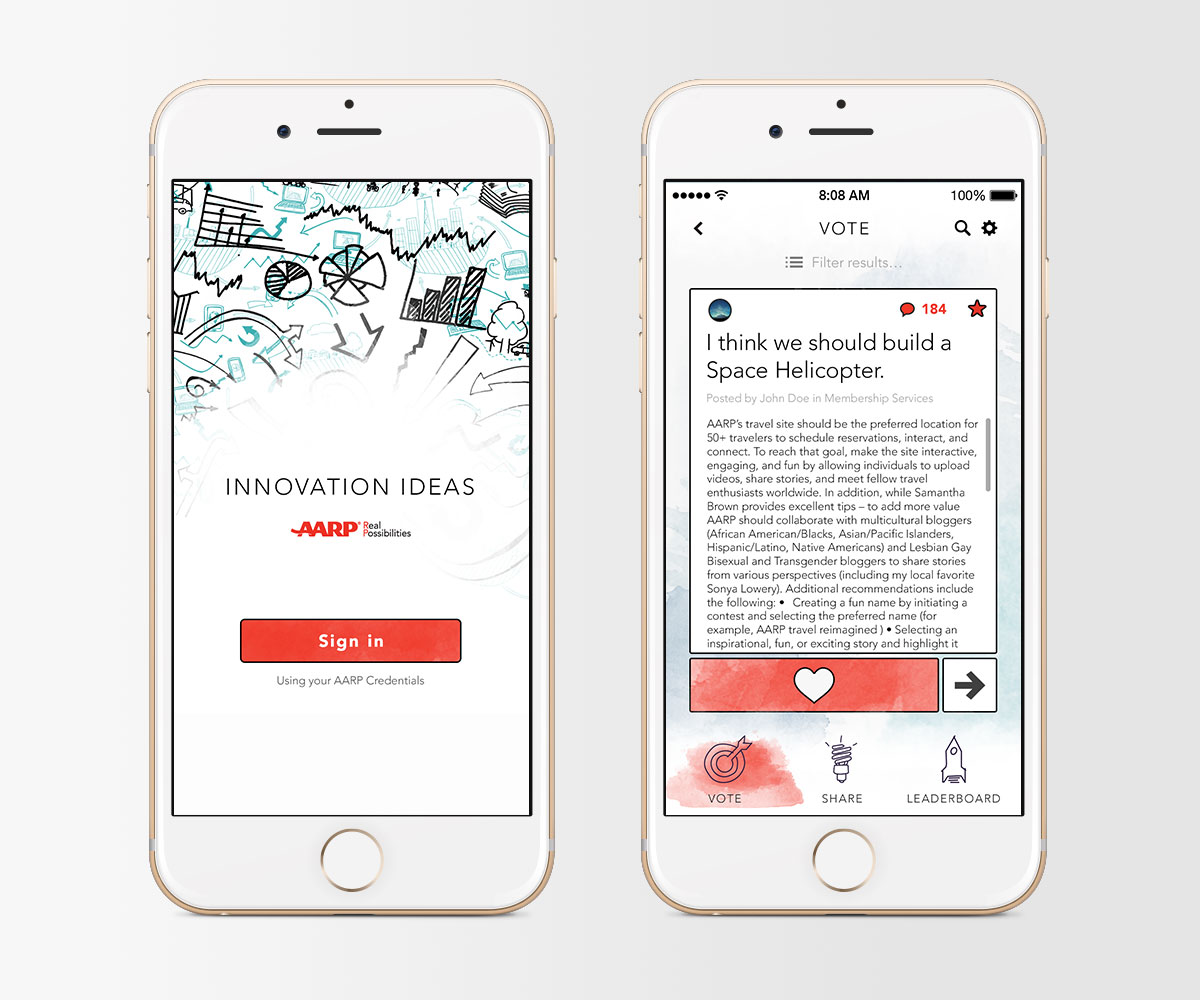 INNOVATION IDEAS
AARP® Real
Possibilities
Sign in
Using your AARP Credentials
8:08 AM
100%
VOTE
Filter results...
184
I think we should build a
Space Helicopter.
Posted by John Doe in Membership Services
AARP's travel site should be the preferred location for
50+ travelers to schedule reservations, interact, and
connect. To reach that goal, make the site interactive,
engaging, and fun by allowing individuals to upload
videos, share stories, and meet fellow travel
enthusiasts worldwide. In addition, while Samantha
Brown provides excellent tips – to add more value
AARP should collaborate with multicultural bloggers
(African American/Blacks, Asian/Pacific Islanders,
Hispanic/Latino, Native Americans) and Lesbian Gay
Bisexual and Transgender bloggers to share stories
from various perspectives (including my local favorite
Sonya Lowery). Additional recommendations include
the following: • Creating a fun name by initiating a
contest and selecting the preferred name (for
example, AARP travel reimagined ) • Selecting an
inspirational, fun, or exciting story and highlight it
VOTE
SHARE
LEADERBOARD